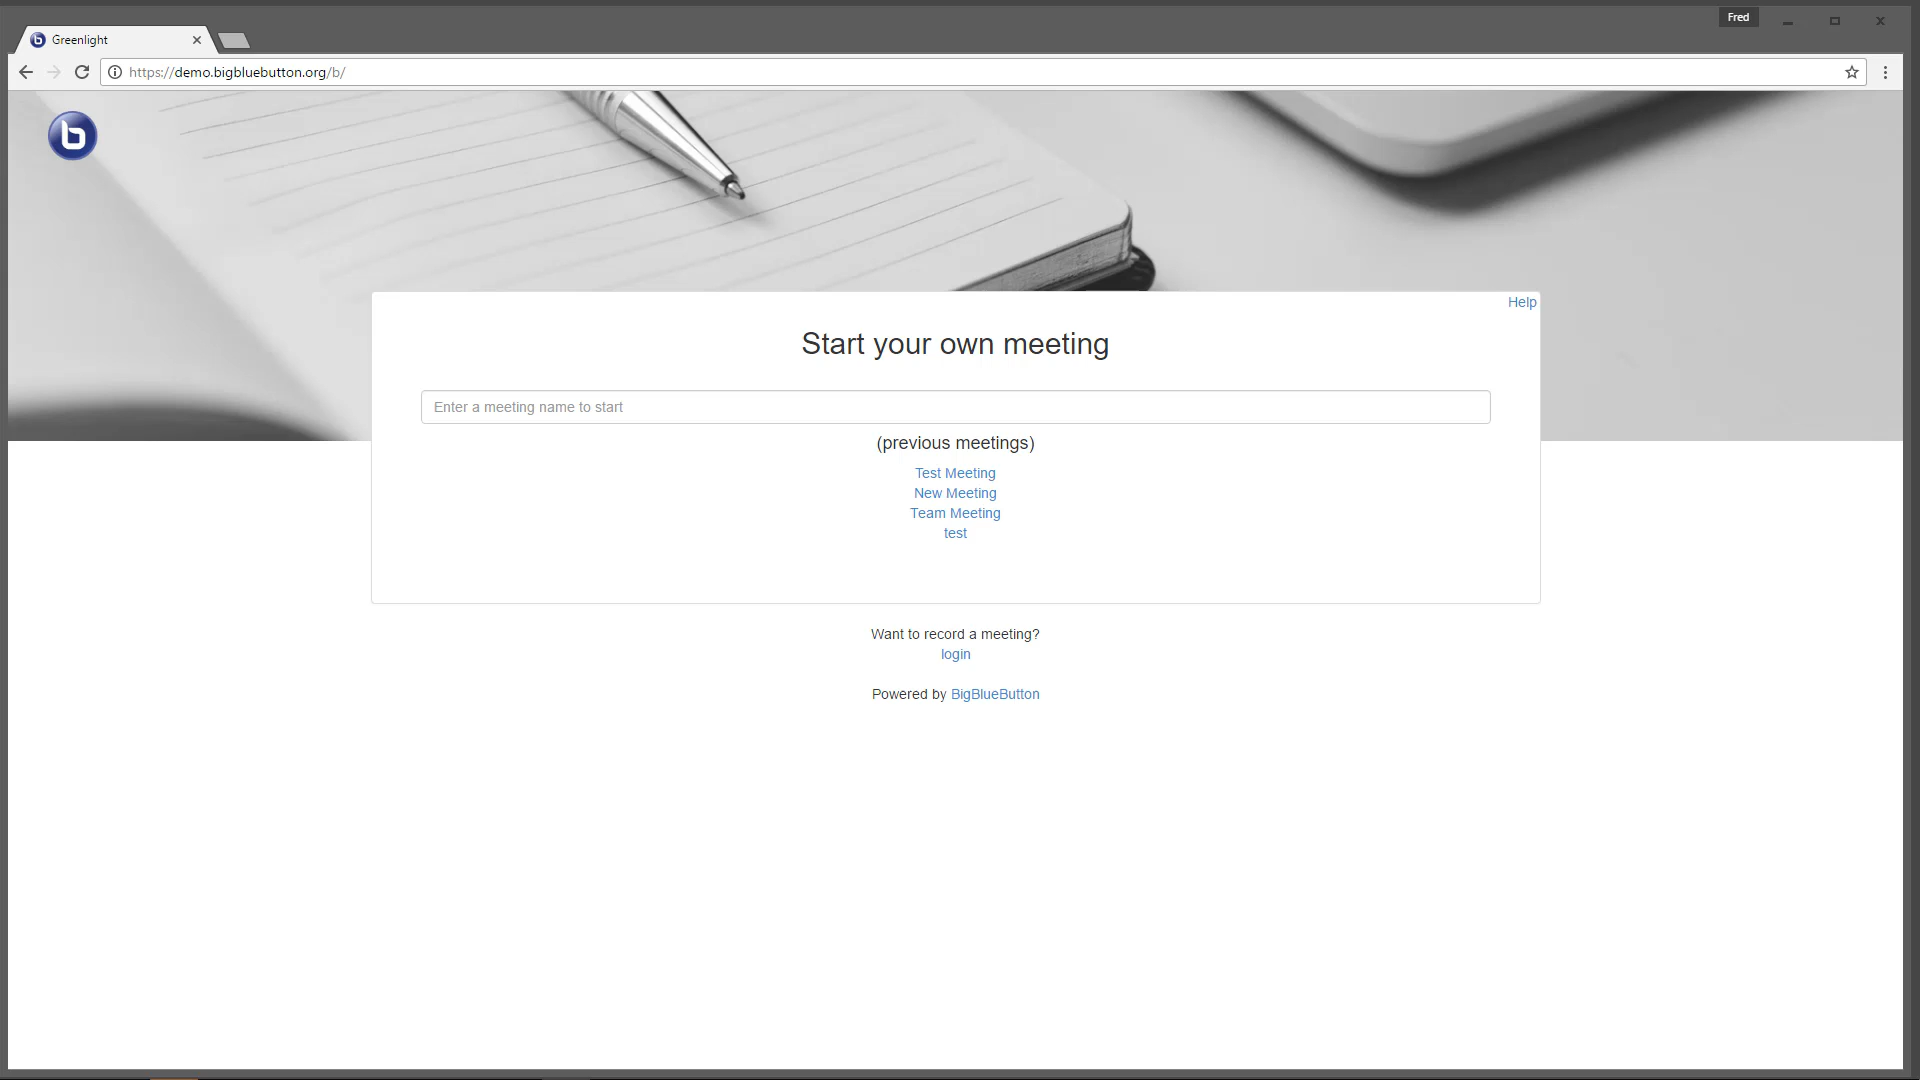 Fred
Greenlight
https://demo.bigbluebutton.org/b/
Help
Start your own meeting
Enter a meeting name to start
(previous meetings)
Test Meeting
New Meeting
Team Meeting
test
Want to record a meeting?
login
Powered by BigBlueButton